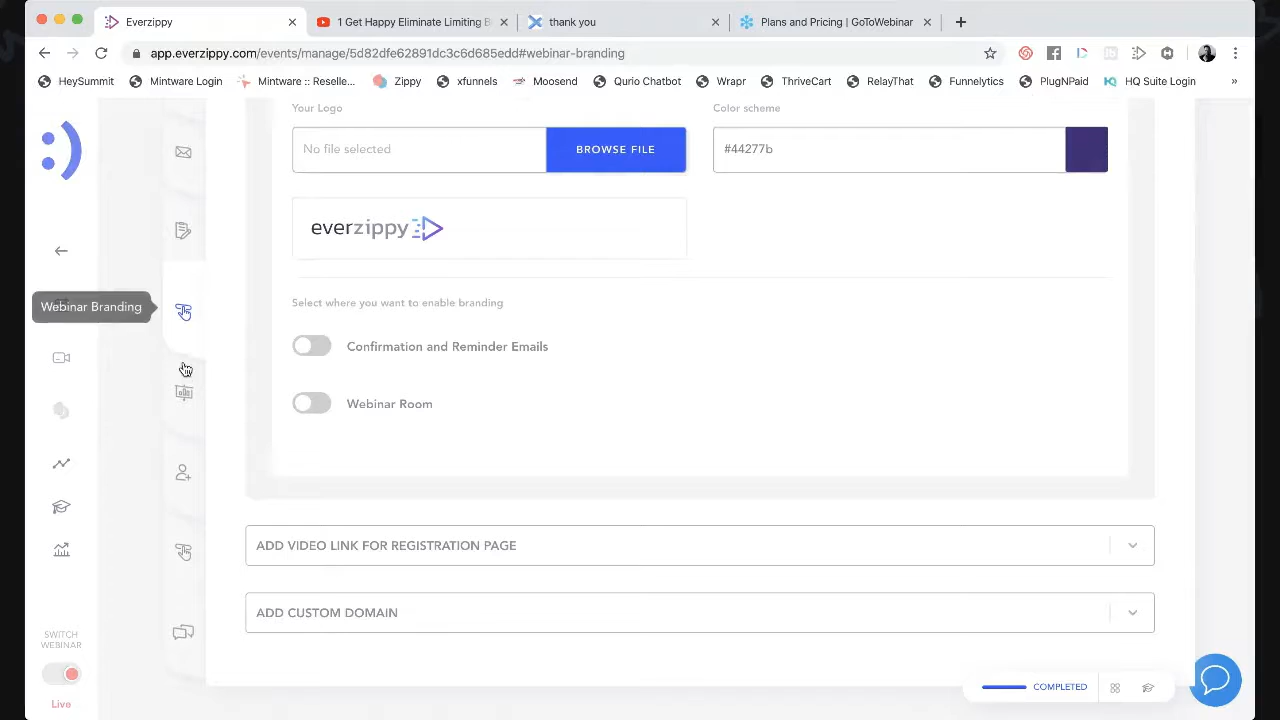 Everzippy
1 Get Happy Eliminate Limiting B
thank you
Plans and Pricing | GoToWebinar
app.everzippy.com/events/manage/5d82dfe62891dc3c6d685edd#webinar-branding
HeySummit
Mintware Login
Mintware :: Reselle...
Zippy
xfunnels
Moosend
Qurio Chatbot
Wrapr
ThriveCart
RelayThat
Funnelytics
PlugNPaid
HQ Suite Login
Your Logo
Color scheme
No file selected
BROWSE FILE
#44277b
everzippy
Webinar Branding
Select where you want to enable branding
Confirmation and Reminder Emails
Webinar Room
ADD VIDEO LINK FOR REGISTRATION PAGE
ADD CUSTOM DOMAIN
SWITCH
WEBINAR
Live
COMPLETED